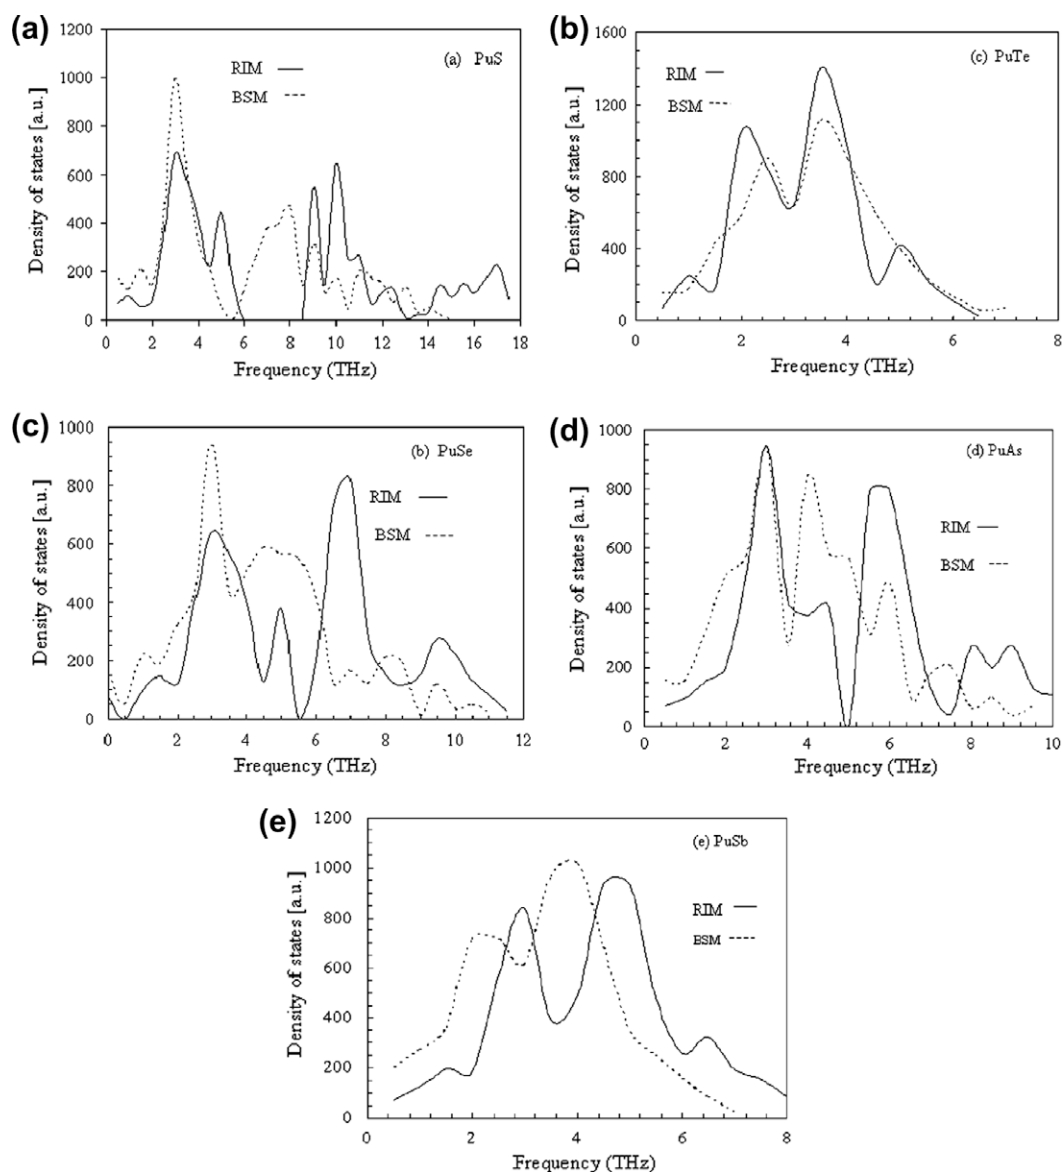 (a)
(a) PuS
RIM
BSM
1200
1000
800
600
400
200
0
Density of states [a.u.]
0 2 4 6 8 10 12 14 16 18
Frequency (THz)
(b)
(c) PuTe
RIM
BSM
1600
1200
800
400
0
Density of states [a.u.]
0 2 4 6 8
Frequency (THz)
(c)
(b) PuSe
RIM
BSM
1000
800
600
400
200
0
Density of states [a.u.]
0 2 4 6 8 10 12
Frequency (THz)
(d)
(d) PuAs
RIM
BSM
1000
800
600
400
200
0
Density of states [a.u.]
0 2 4 6 8 10
Frequency (THz)
(e)
(e) PuSb
RIM
BSM
1200
1000
800
600
400
200
0
Density of states [a.u.]
0 2 4 6 8
Frequency (THz)